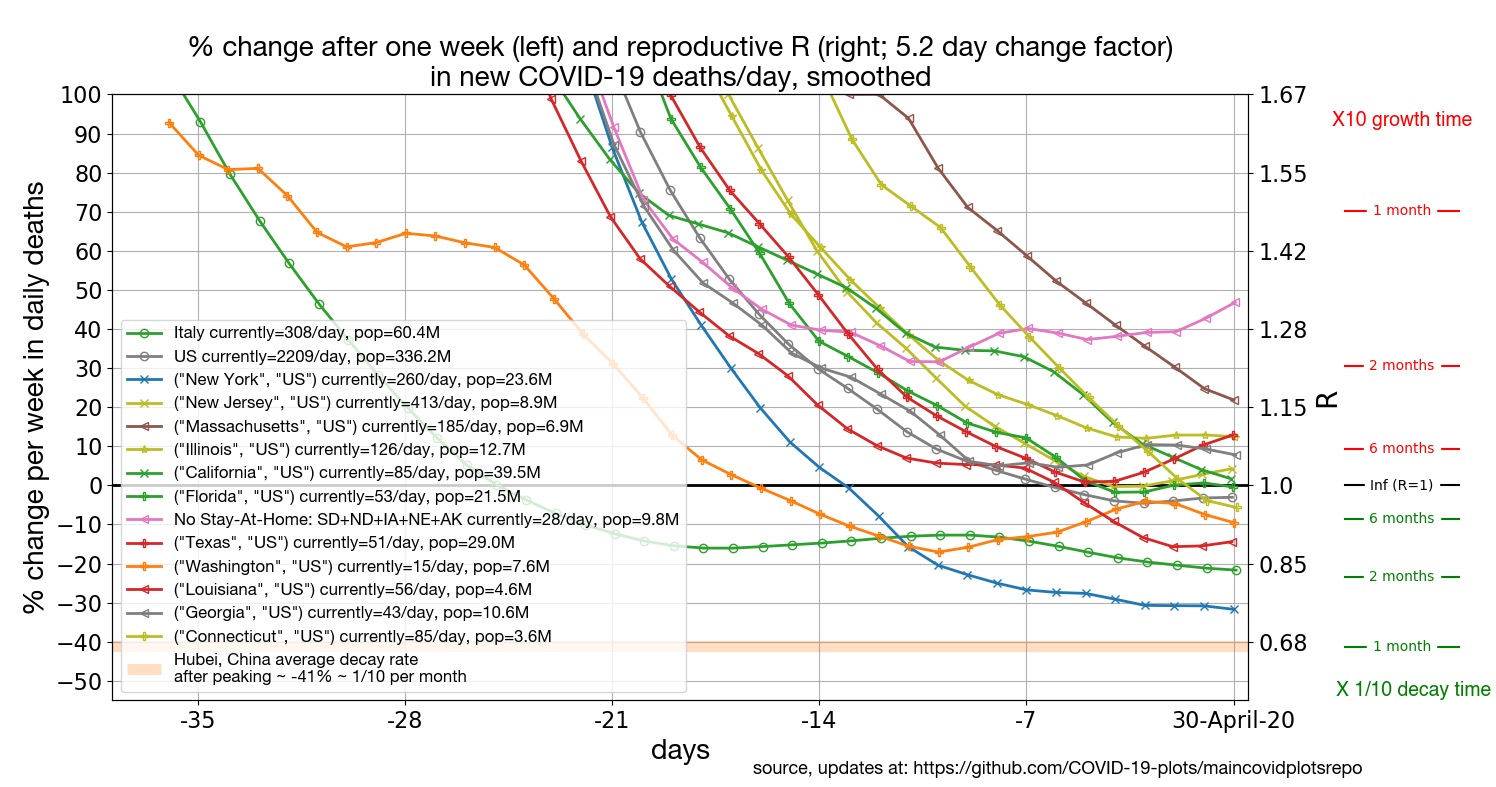 % change after one week (left) and reproductive R (right; 5.2 day change factor)
in new COVID-19 deaths/day, smoothed
% change per week in daily deaths
100
90
80
70
60
50
40
30
20
10
0
−10
−20
−30
−40
−50
Italy currently=308/day, pop=60.4M
US currently=2209/day, pop=336.2M
("New York", "US") currently=260/day, pop=23.6M
("New Jersey", "US") currently=413/day, pop=8.9M
("Massachusetts", "US") currently=185/day, pop=6.9M
("Illinois", "US") currently=126/day, pop=12.7M
("California", "US") currently=85/day, pop=39.5M
("Florida", "US") currently=53/day, pop=21.5M
No Stay-At-Home: SD+ND+IA+NE+AK currently=28/day, pop=9.8M
("Texas", "US") currently=51/day, pop=29.0M
("Washington", "US") currently=15/day, pop=7.6M
("Louisiana", "US") currently=56/day, pop=4.6M
("Georgia", "US") currently=43/day, pop=10.6M
("Connecticut", "US") currently=85/day, pop=3.6M
Hubei, China average decay rate
after peaking ~ -41% ~ 1/10 per month
-35
-28
-21
-14
-7
30-April-20
days
1.67
1.55
1.42
1.28
1.15
1.0
0.85
0.68
R
X10 growth time
1 month
2 months
6 months
Inf (R=1)
6 months
2 months
1 month
X 1/10 decay time
source, updates at: https://github.com/COVID-19-plots/maincovidplotsrepo